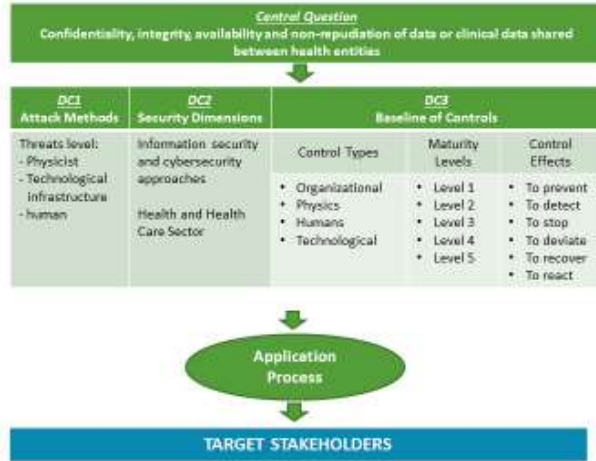 Central Question
Confidentiality, integrity, availability and non-repudiation of data or clinical data shared
between health entities
DC1
Attack Methods
DC2
Security Dimensions
DC3
Baseline of Controls
Threats level:
- Physicist
- Technological
infrastructure
- human
Information security
and cybersecurity
approaches
Health and Health
Care Sector
Control Types
Maturity
Levels
Control
Effects
• Organizational
• Physics
• Humans
• Technological
• Level 1
• Level 2
• Level 3
• Level 4
• Level 5
• To prevent
• To detect
• To stop
• To deviate
• To recover
• To react
Application
Process
TARGET STAKEHOLDERS